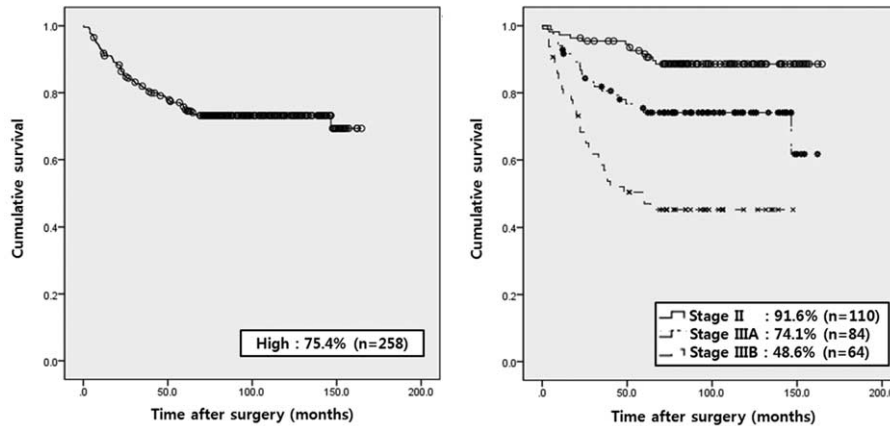 Cumulative survival
1.0
0.8
0.6
0.4
0.2
0.0
High : 75.4% (n=258)
.0 50.0 100.0 150.0 200.0
Time after surgery (months)
Cumulative survival
1.0
0.8
0.6
0.4
0.2
0.0
Stage II : 91.6% (n=110)
Stage IIIA : 74.1% (n=84)
Stage IIIB : 48.6% (n=64)
.0 50.0 100.0 150.0 200.0
Time after surgery (months)